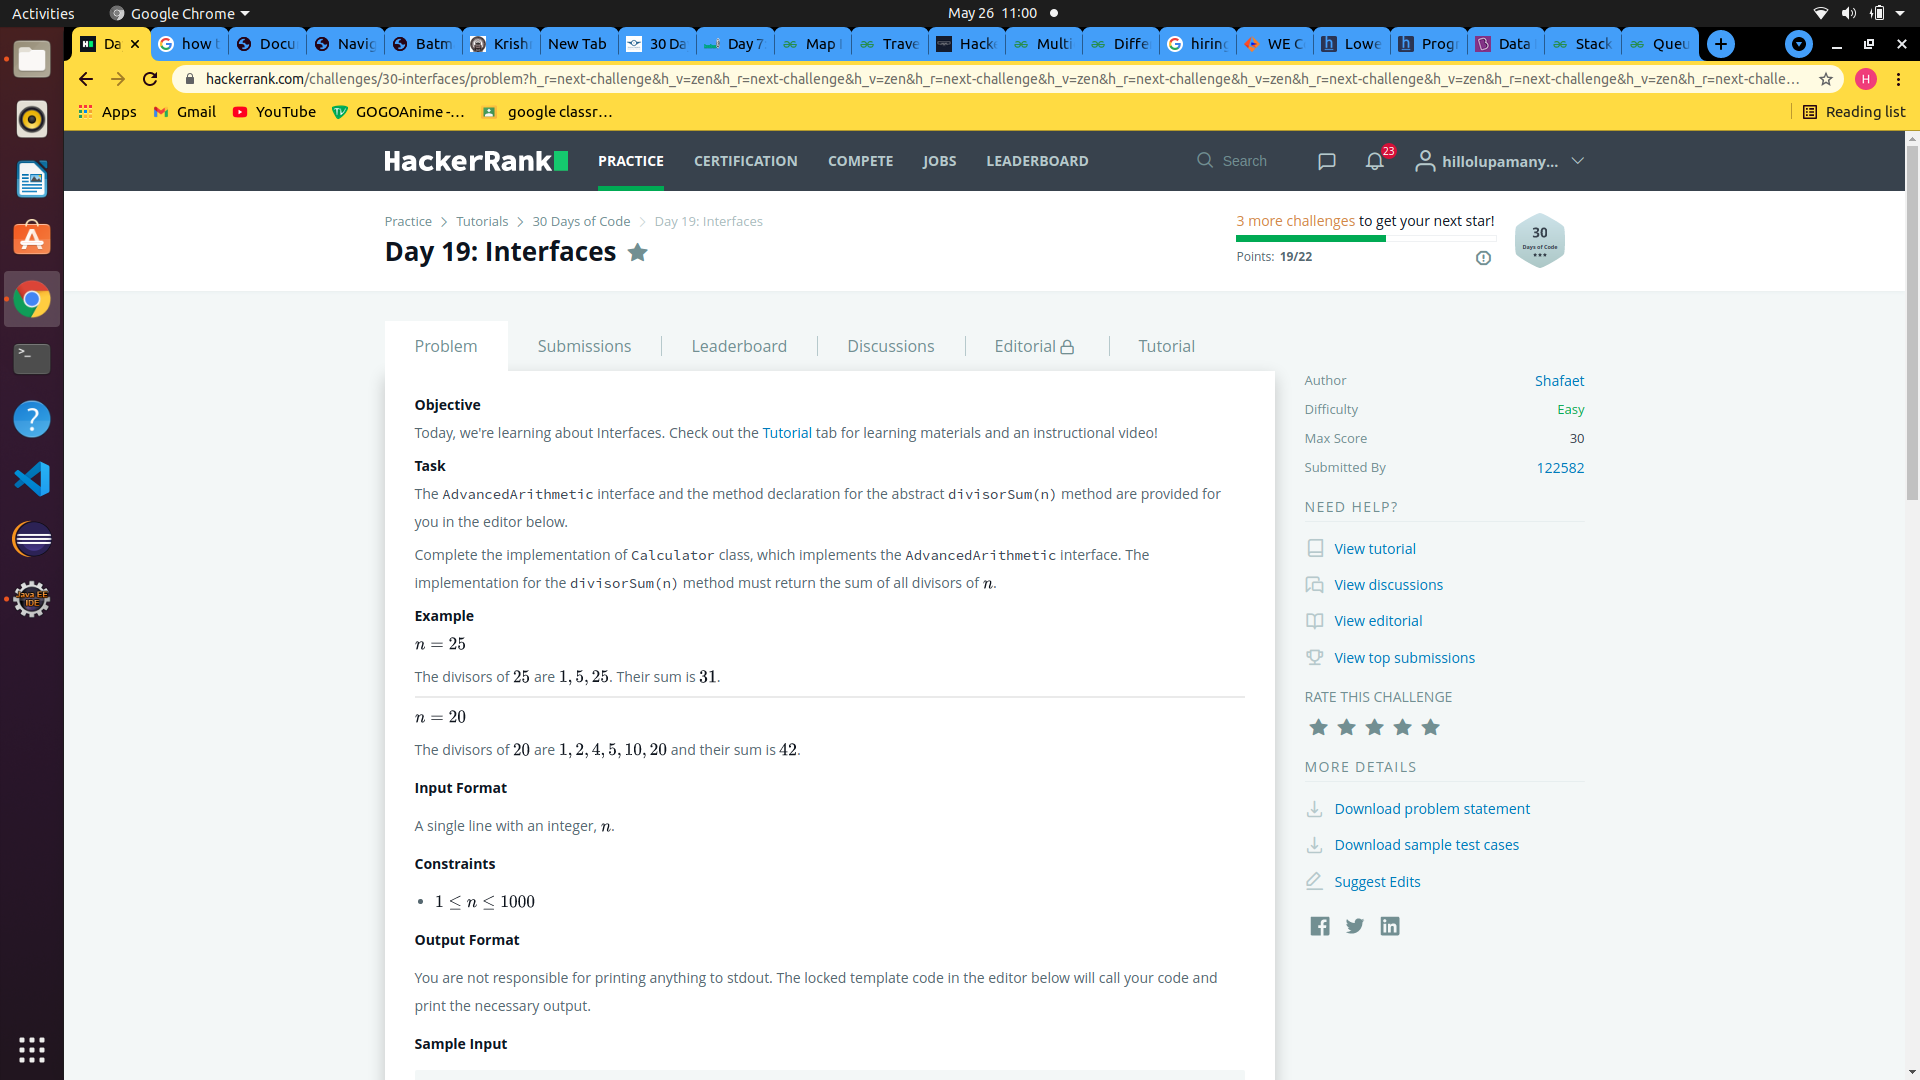 Activities
Google Chrome
May 26 11:00
Da
how t
Docu
Navig
Batm
Krish
New Tab
30 Da
Day 7
Map
Trave
Hack
Multi
Diffe
hiring
WE C
Lowe
Prog
Data
Stack
Queu
hackerrank.com/challenges/30-interfaces/problem?h_r=next-challenge&h_v=zen&h_r=next-challenge&h_v=zen&h_r=next-challenge&h_v=zen&h_r=next-challenge&h_v=zen&h_r=next-challenge&h_v=zen&h_r=next-challenge&h_v=zen&h_r=next-challe...
H
Apps
Gmail
YouTube
GOGOAnime -...
google classr...
Reading list
HackerRank
PRACTICE
CERTIFICATION
COMPETE
JOBS
LEADERBOARD
Search
23
hillolupamany...
Practice > Tutorials > 30 Days of Code > Day 19: Interfaces
Day 19: Interfaces
3 more challenges to get your next star!
Points: 19/22
30
Days of Code
Problem
Submissions
Leaderboard
Discussions
Editorial
Tutorial
Objective
Today, we're learning about Interfaces. Check out the Tutorial tab for learning materials and an instructional video!
Task
The AdvancedArithmetic interface and the method declaration for the abstract divisorSum(n) method are provided for
you in the editor below.
Complete the implementation of Calculator class, which implements the AdvancedArithmetic interface. The
implementation for the divisorSum(n) method must return the sum of all divisors of n.
Example
n = 25
The divisors of 25 are 1, 5, 25. Their sum is 31.
n = 20
The divisors of 20 are 1, 2, 4, 5, 10, 20 and their sum is 42.
Input Format
A single line with an integer, n.
Constraints
• 1 ≤ n ≤ 1000
Output Format
You are not responsible for printing anything to stdout. The locked template code in the editor below will call your code and
print the necessary output.
Sample Input
Author Shafaet
Difficulty Easy
Max Score 30
Submitted By 122582
NEED HELP?
View tutorial
View discussions
View editorial
View top submissions
RATE THIS CHALLENGE
MORE DETAILS
Download problem statement
Download sample test cases
Suggest Edits
Java EE
IDE